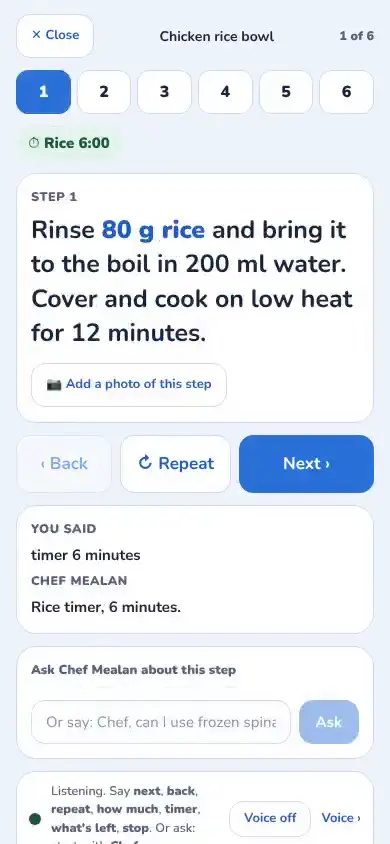 ✕ Close
Chicken rice bowl
1 of 6
1 2 3 4 5 6
⏱ Rice 6:00
STEP 1
Rinse 80 g rice and bring it
to the boil in 200 ml water.
Cover and cook on low heat
for 12 minutes.
📷 Add a photo of this step
‹ Back
↻ Repeat
Next ›
YOU SAID
timer 6 minutes
CHEF MEALAN
Rice timer, 6 minutes.
Ask Chef Mealan about this step
Or say: Chef, can I use frozen
Ask
Listening. Say next, back,
repeat, how much, timer,
what's left, stop. Or ask:
Voice off
Voice ›